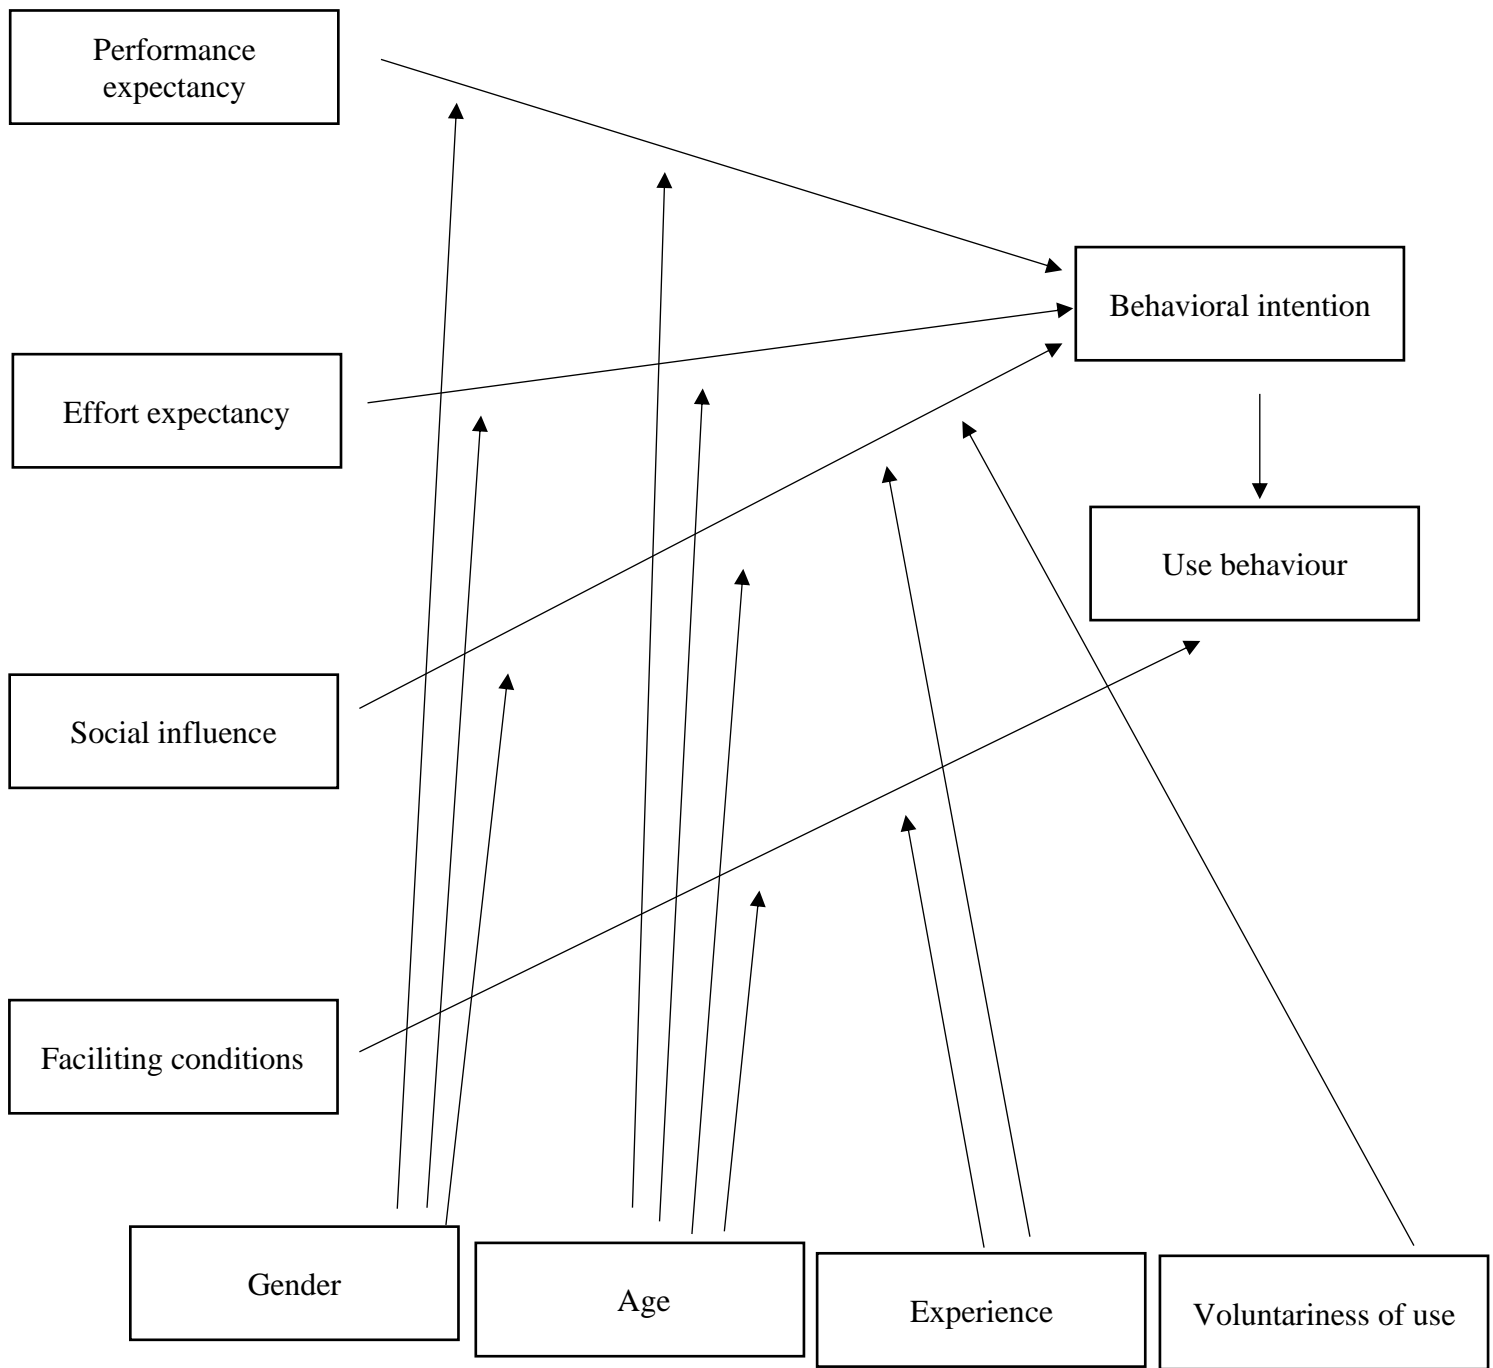 Performance
expectancy
Behavioral intention
Effort expectancy
Use behaviour
Social influence
Faciliting conditions
Gender
Age
Experience
Voluntariness of use